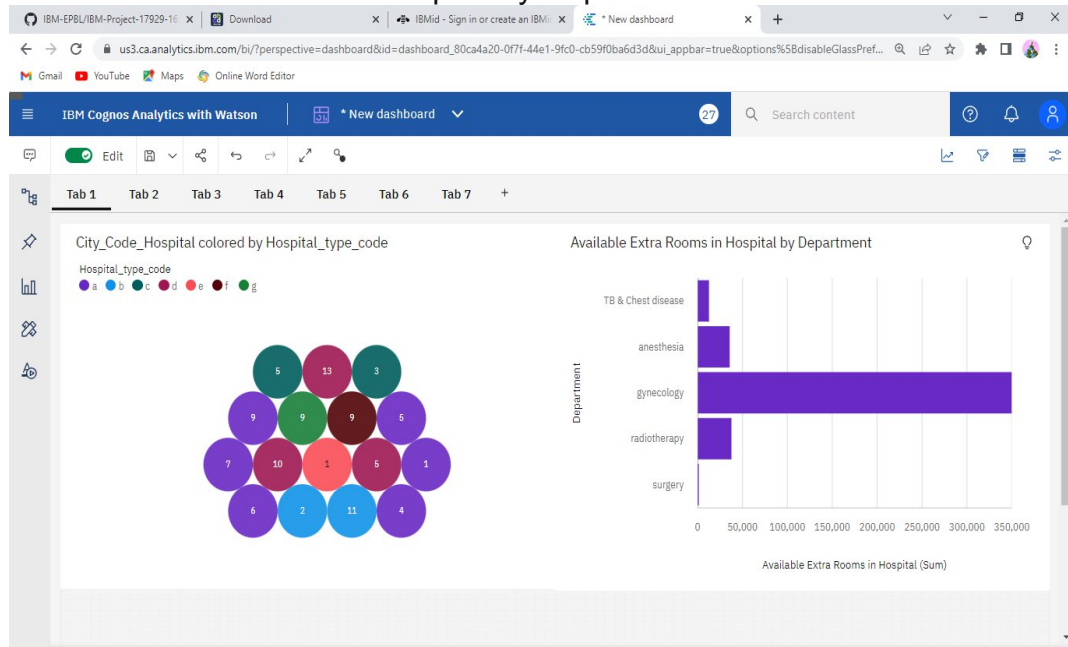 IBM-EPBL/IBM-Project-17929-16 Download IBMid - Sign in or create an IBMi * New dashboard
us3.ca.analytics.ibm.com/bi/?perspective=dashboard&id=dashboard_80ca4a20-0f7f-44e1-9fc0-cb59f0ba6d3d&ui_appbar=true&options%5BdisableGlassPref...
Gmail YouTube Maps Online Word Editor
IBM Cognos Analytics with Watson * New dashboard 27 Search content
Edit
Tab 1 Tab 2 Tab 3 Tab 4 Tab 5 Tab 6 Tab 7 +
City_Code_Hospital colored by Hospital_type_code
Hospital_type_code
a b c d e f g
5 13 3
9 9 9 5
7 10 1 5 1
6 2 11 4
Available Extra Rooms in Hospital by Department
Department
TB & Chest disease
anesthesia
gynecology
radiotherapy
surgery
0 50,000 100,000 150,000 200,000 250,000 300,000 350,000
Available Extra Rooms in Hospital (Sum)